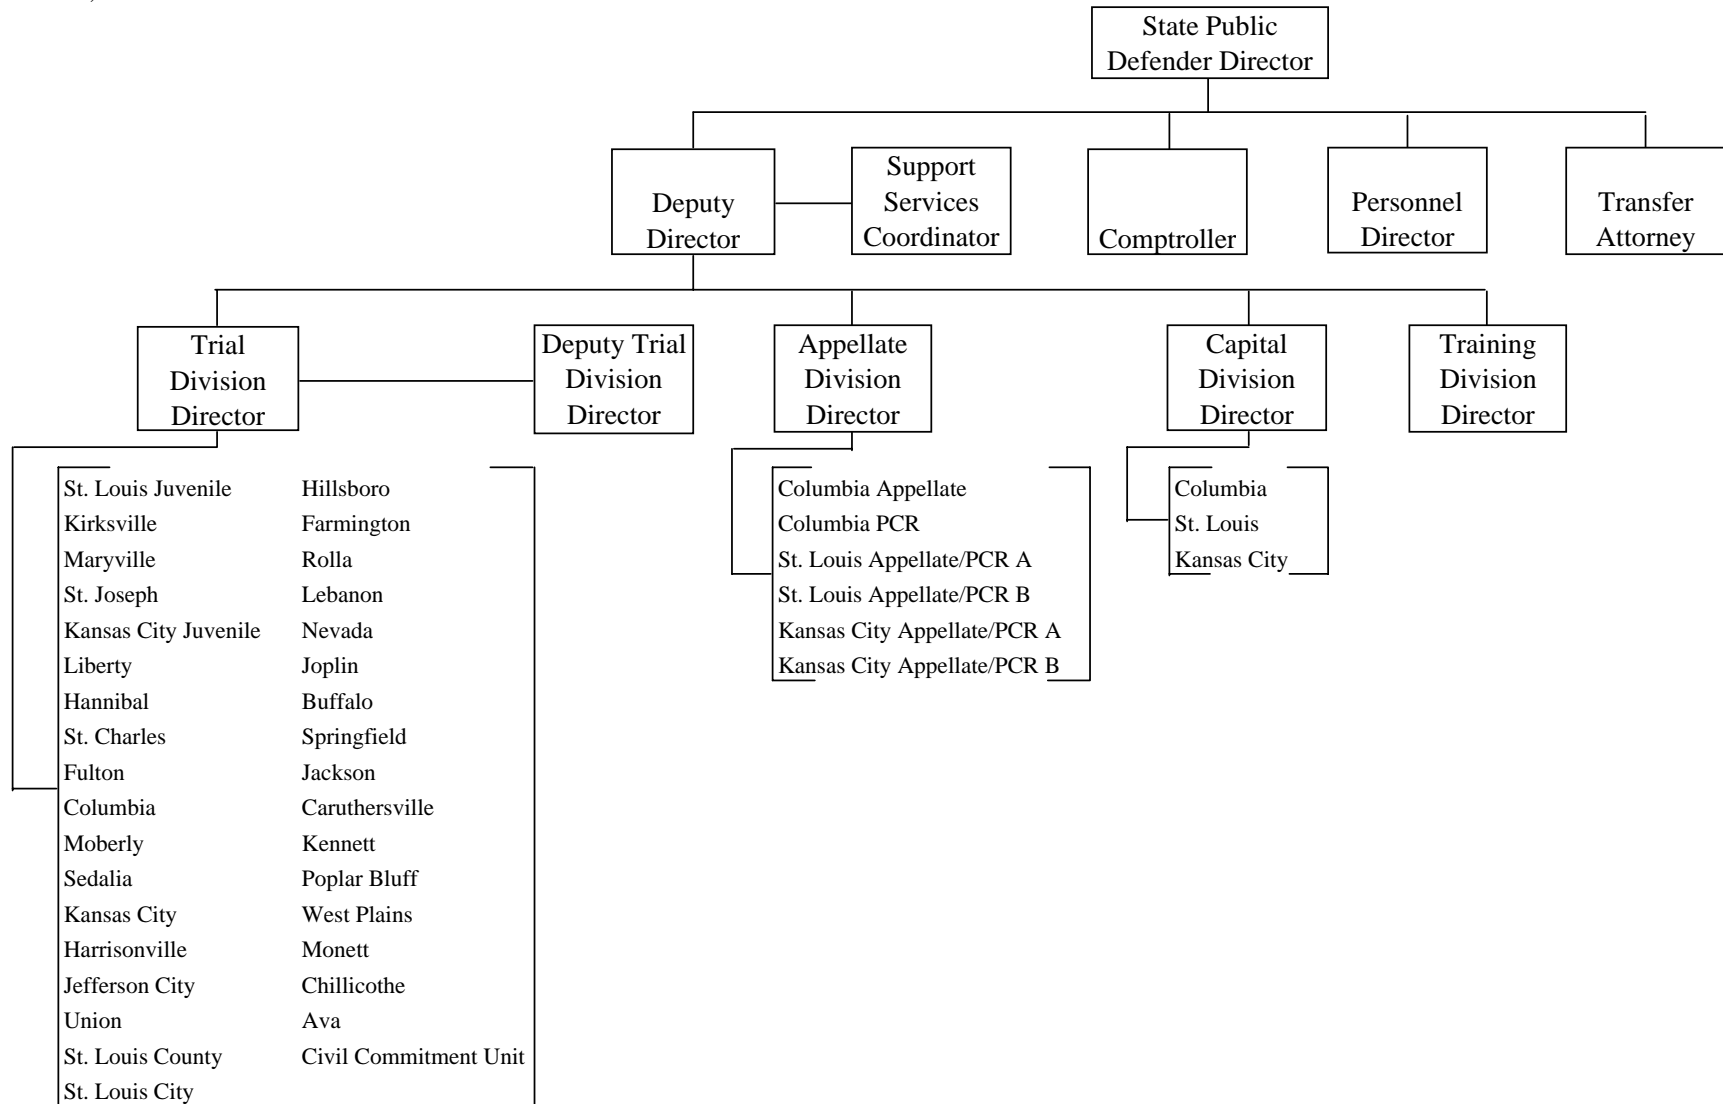 State Public
Defender Director
Deputy
Director
Support
Services
Coordinator
Comptroller
Personnel
Director
Transfer
Attorney
Trial
Division
Director
Deputy Trial
Division
Director
Appellate
Division
Director
Capital
Division
Director
Training
Division
Director
St. Louis Juvenile
Kirksville
Maryville
St. Joseph
Kansas City Juvenile
Liberty
Hannibal
St. Charles
Fulton
Columbia
Moberly
Sedalia
Kansas City
Harrisonville
Jefferson City
Union
St. Louis County
St. Louis City
Hillsboro
Farmington
Rolla
Lebanon
Nevada
Joplin
Buffalo
Springfield
Jackson
Caruthersville
Kennett
Poplar Bluff
West Plains
Monett
Chillicothe
Ava
Civil Commitment Unit
Columbia Appellate
Columbia PCR
St. Louis Appellate/PCR A
St. Louis Appellate/PCR B
Kansas City Appellate/PCR A
Kansas City Appellate/PCR B
Columbia
St. Louis
Kansas City